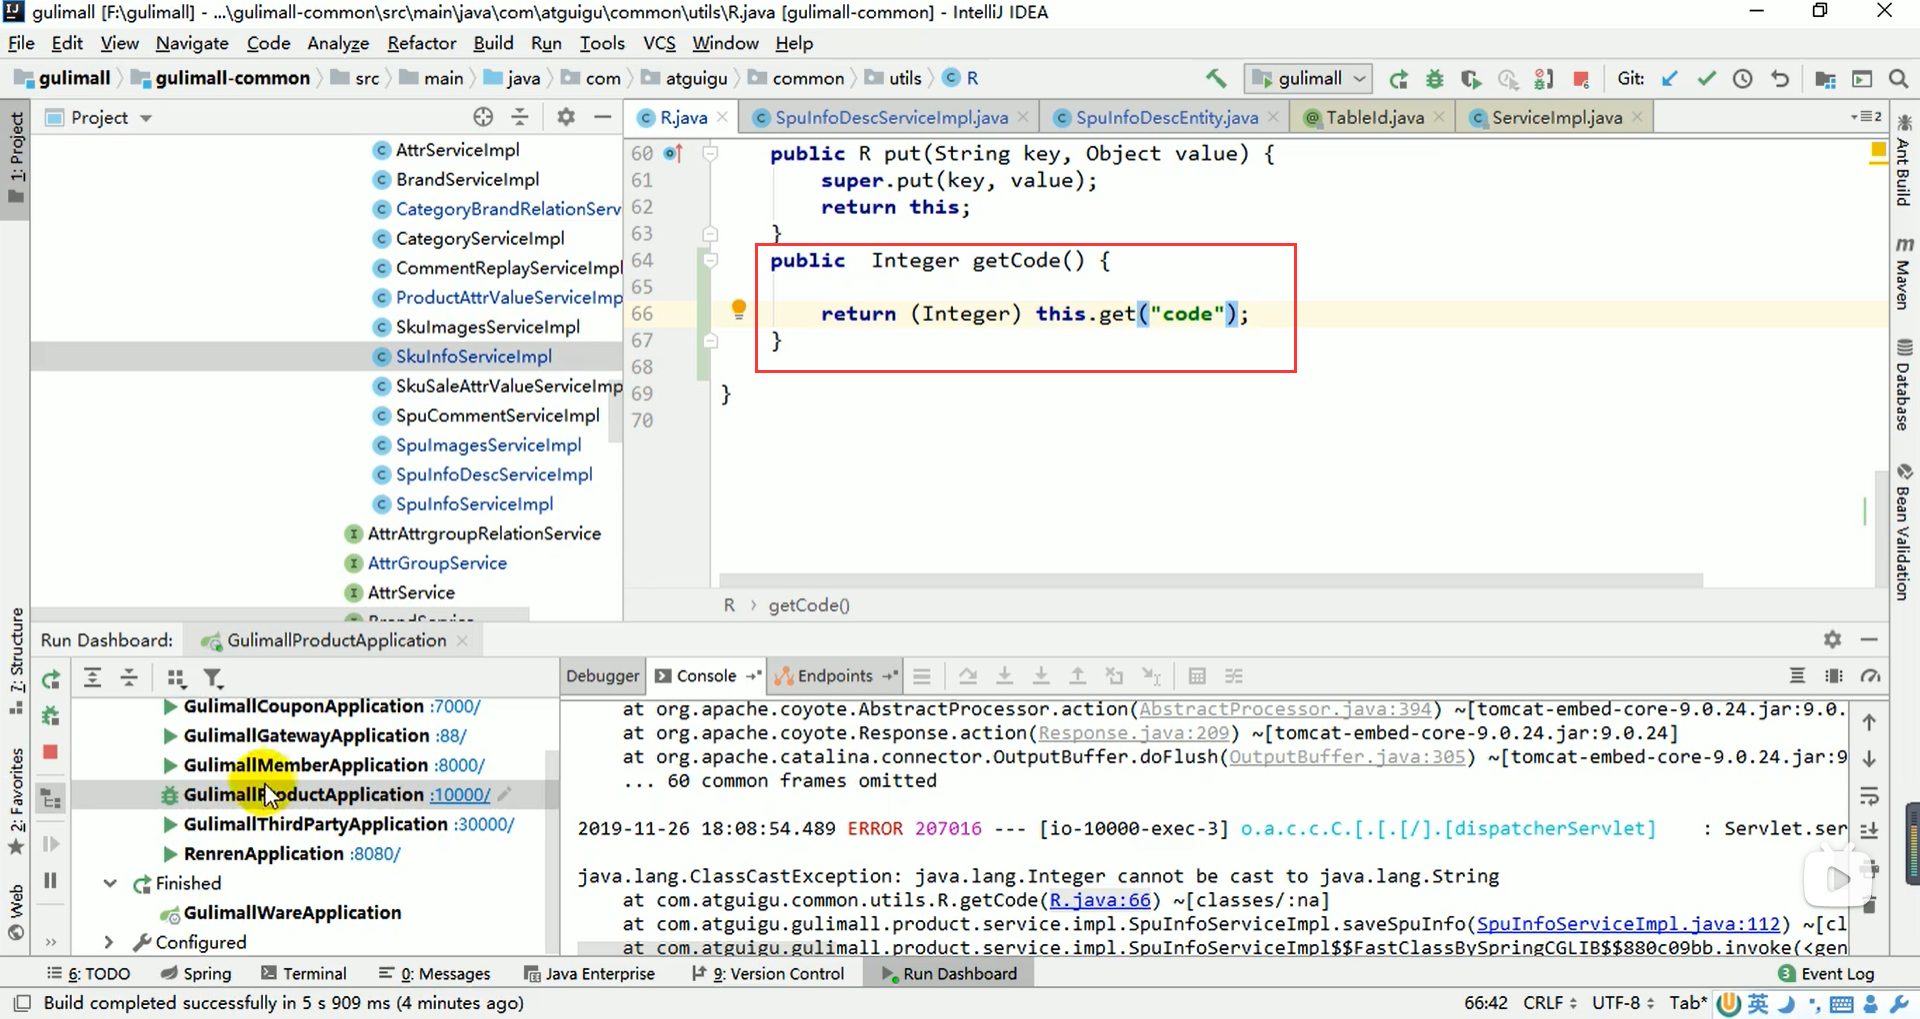 gulimall [F:\gulimall] - ...\gulimall-common\src\main\java\com\atguigu\common\utils\R.java [gulimall-common] - IntelliJ IDEA
File Edit View Navigate Code Analyze Refactor Build Run Tools VCS Window Help
gulimall gulimall-common src main java com atguigu common utils R gulimall Git:
1: Project
Project
AttrServiceImpl
BrandServiceImpl
CategoryBrandRelationServ
CategoryServiceImpl
CommentReplayServiceImpl
ProductAttrValueServiceImp
SkuImagesServiceImpl
SkuInfoServiceImpl
SkuSaleAttrValueServiceImp
SpuCommentServiceImpl
SpuImagesServiceImpl
SpuInfoDescServiceImpl
SpuInfoServiceImpl
AttrAttrgroupRelationService
AttrGroupService
AttrService
R.java SpuInfoDescServiceImpl.java SpuInfoDescEntity.java TableId.java ServiceImpl.java 2
60 public R put(String key, Object value) {
61 super.put(key, value);
62 return this;
63 }
64 public Integer getCode() {
65
66 return (Integer) this.get("code");
67 }
68
69 }
70
R › getCode()
Ant Build
Maven
Database
Bean Validation
7: Structure
2: Favorites
Web
Run Dashboard: GulimallProductApplication
Debugger Console Endpoints
GulimallCouponApplication :7000/
GulimallGatewayApplication :88/
GulimallMemberApplication :8000/
GulimallProductApplication :10000/
GulimallThirdPartyApplication :30000/
RenrenApplication :8080/
Finished
GulimallWareApplication
Configured
at org.apache.coyote.AbstractProcessor.action(AbstractProcessor.java:394) ~[tomcat-embed-core-9.0.24.jar:9.0.
at org.apache.coyote.Response.action(Response.java:209) ~[tomcat-embed-core-9.0.24.jar:9.0.24]
at org.apache.catalina.connector.OutputBuffer.doFlush(OutputBuffer.java:305) ~[tomcat-embed-core-9.0.24.jar:9
... 60 common frames omitted
2019-11-26 18:08:54.489 ERROR 207016 --- [io-10000-exec-3] o.a.c.c.C.[.[.[/].[dispatcherServlet] : Servlet.ser
java.lang.ClassCastException: java.lang.Integer cannot be cast to java.lang.String
at com.atguigu.common.utils.R.getCode(R.java:66) ~[classes/:na]
at com.atguigu.gulimall.product.service.impl.SpuInfoServiceImpl.saveSpuInfo(SpuInfoServiceImpl.java:112) ~[cl
at com.atguigu.gulimall.product.service.impl.SpuInfoServiceImpl$$FastClassBySpringCGLIB$$880c09bb.invoke(<gen
6: TODO Spring Terminal 0: Messages Java Enterprise 9: Version Control Run Dashboard 3 Event Log
Build completed successfully in 5 s 909 ms (4 minutes ago) 66:42 CRLF UTF-8 Tab* 英